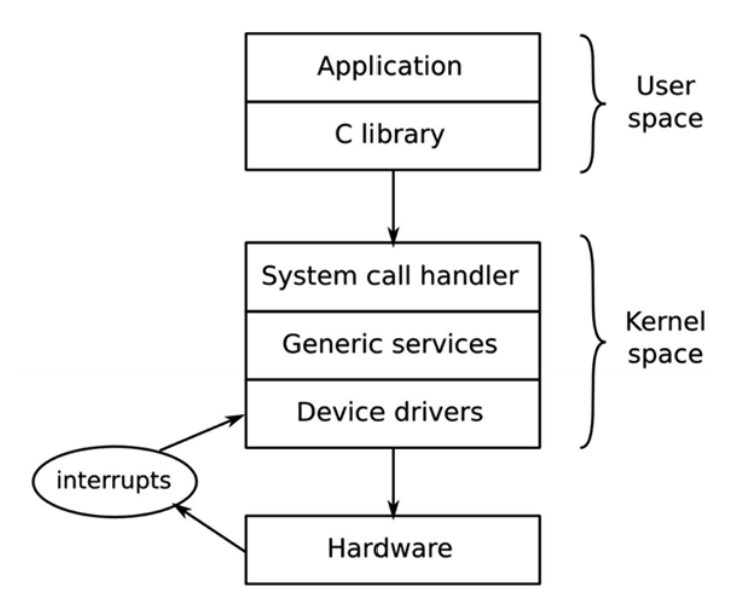 Application
C library
User
space
System call handler
Generic services
Device drivers
Kernel
space
interrupts
Hardware